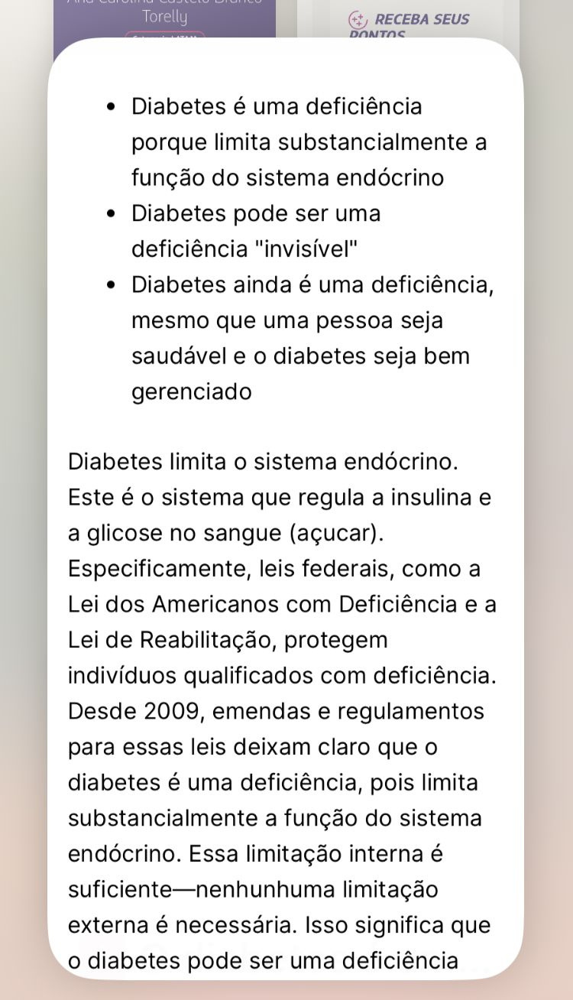 Ana Carolina Castelo Branco
Torelly
RECEBA SEUS
PONTOS
• Diabetes é uma deficiência
porque limita substancialmente a
função do sistema endócrino
• Diabetes pode ser uma
deficiência "invisível"
• Diabetes ainda é uma deficiência,
mesmo que uma pessoa seja
saudável e o diabetes seja bem
gerenciado
Diabetes limita o sistema endócrino.
Este é o sistema que regula a insulina e
a glicose no sangue (açucar).
Especificamente, leis federais, como a
Lei dos Americanos com Deficiência e a
Lei de Reabilitação, protegem
indivíduos qualificados com deficiência.
Desde 2009, emendas e regulamentos
para essas leis deixam claro que o
diabetes é uma deficiência, pois limita
substancialmente a função do sistema
endócrino. Essa limitação interna é
suficiente—nenhunhuma limitação
externa é necessária. Isso significa que
o diabetes pode ser uma deficiência